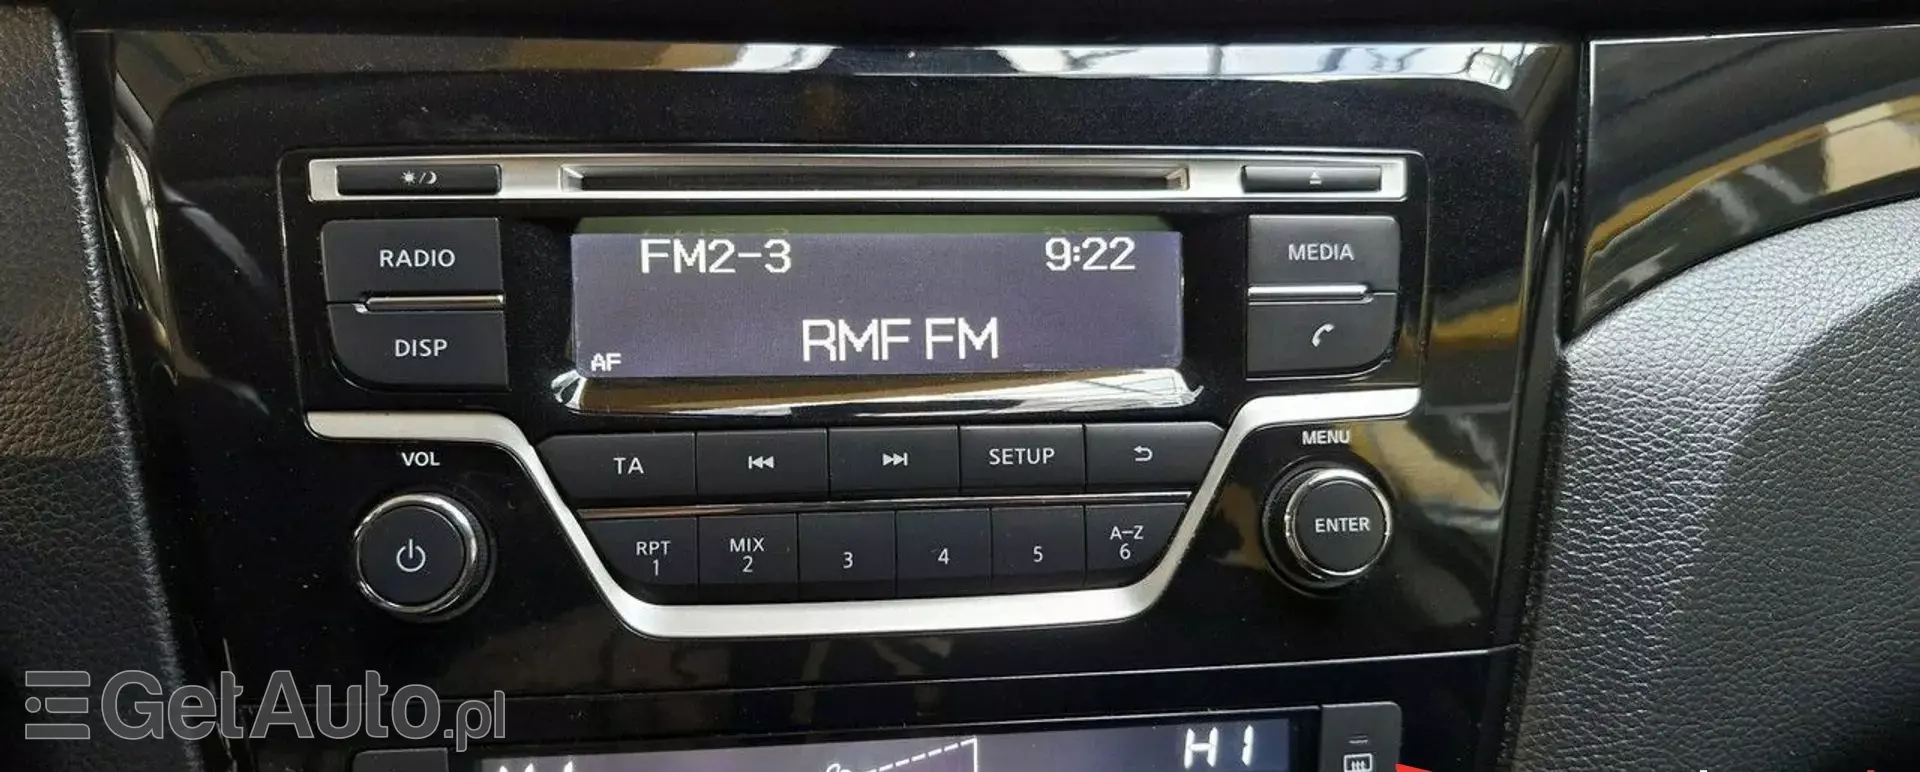 RADIO
DISP
FM2-3 9:22
RMF FM
AF
MEDIA
VOL
TA
SETUP
MENU
ENTER
RPT
1
MIX
2
3
4
5
A-Z
6
GetAuto.pl
HI